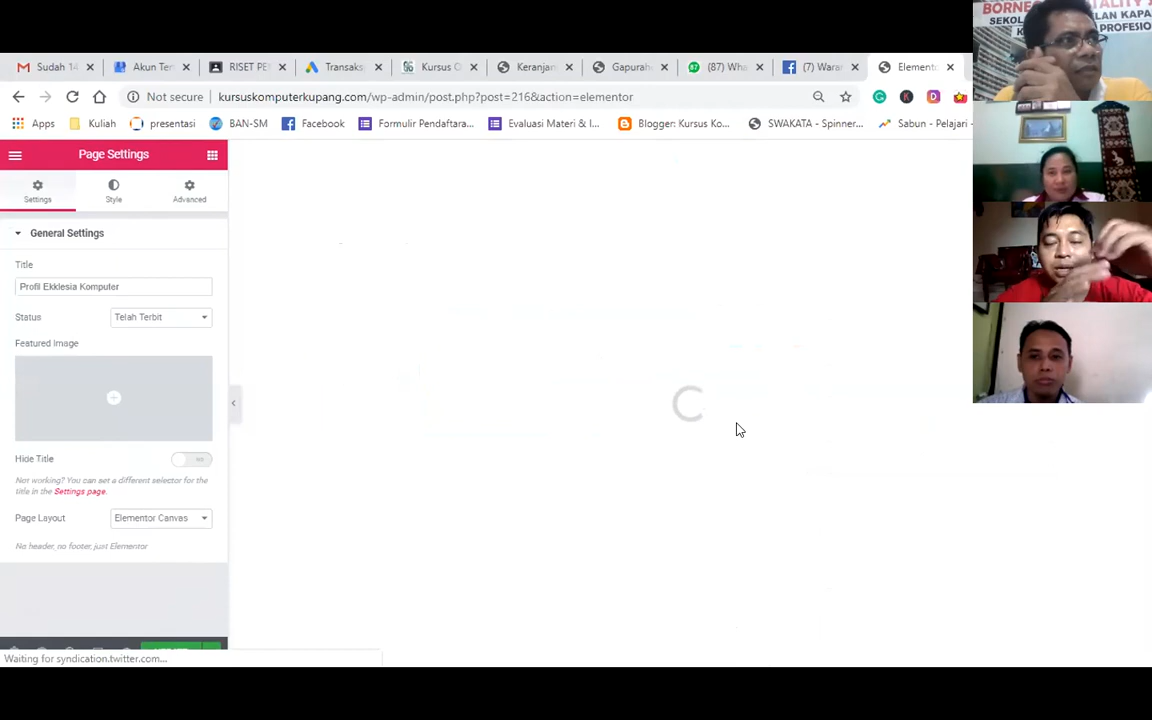 Sudah 14
Akun Ter
RISET PE
Transaks
Kursus O
Keranjan
Gapurah
(87) Wha
(7) Waran
Elemento
Not secure
kursuskomputerkupang.com/wp-admin/post.php?post=216&action=elementor
Apps
Kuliah
presentasi
BAN-SM
Facebook
Formulir Pendaftara...
Evaluasi Materi & I...
Blogger: Kursus Ko...
SWAKATA - Spinner...
Sabun - Pelajari -
Page Settings
Settings
Style
Advanced
General Settings
Title
Profil Ekklesia Komputer
Status
Telah Terbit
Featured Image
Hide Title
NO
Not working? You can set a different selector for the
title in the Settings page.
Page Layout
Elementor Canvas
No header, no footer, just Elementor
Waiting for syndication.twitter.com...